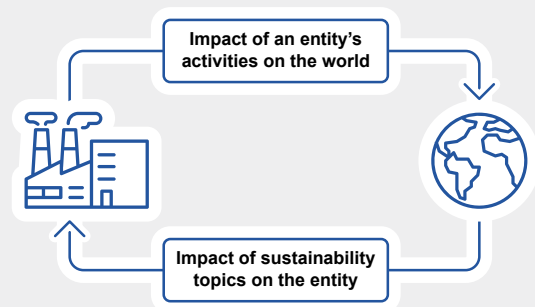 Impact of an entity’s
activities on the world
Impact of sustainability
topics on the entity